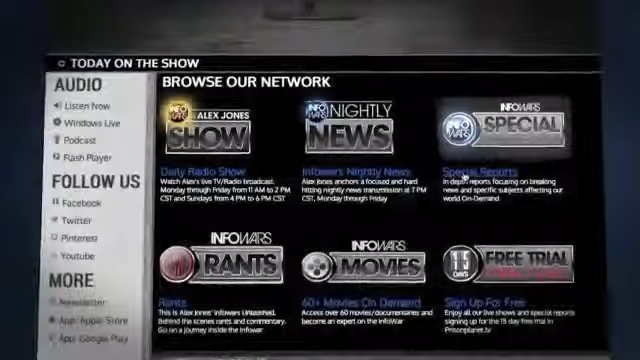 TODAY ON THE SHOW
AUDIO
Listen Now
Windows Live
Podcast
Flash Player
FOLLOW US
Facebook
Twitter
Pinterest
Youtube
MORE
Newsletter
App: Apple Store
App: Google Play
BROWSE OUR NETWORK
INFO WARS
ALEX JONES
SHOW
Daily Radio Show
Watch Alex's live TV/Radio broadcast.
Monday through Friday from 11 AM to 2 PM
CST and Sundays from 4 PM to 6 PM CST
INFO WARS
NIGHTLY
NEWS
Infowars Nightly News
Alex Jones anchors a focused and hard
hitting nightly news transmission at 7 PM
CST, Monday through Friday
INFOWARS
INFO WARS
SPECIAL
Special Reports
In depth reports focusing on breaking
news and specific subjects affecting our
world On-Demand
INFOWARS
RANTS
Rants
This is Alex Jones' Infowars Unleashed.
Behind the scenes rants and commentary.
Go on a journey inside the Infowar
INFOWARS
MOVIES
60+ Movies On Demand
Access over 60 movies/documentaries and
become an expert on the InfoWar
15
DAYS
FREE TRIAL
Sign Up For Free
Enjoy all our live shows and special reports
signing up for the 15 day free trial in
Prisonplanet.tv